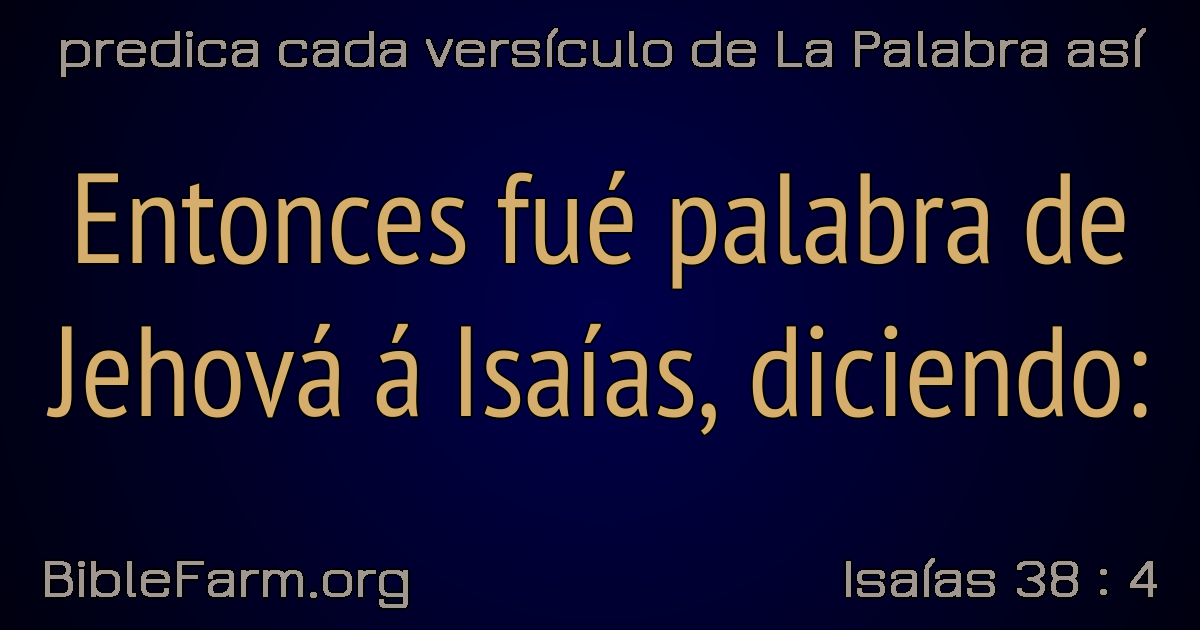 predica cada versículo de La Palabra así
Entonces fué palabra de
Jehová á Isaías, diciendo:
BibleFarm.org
Isaías 38 : 4